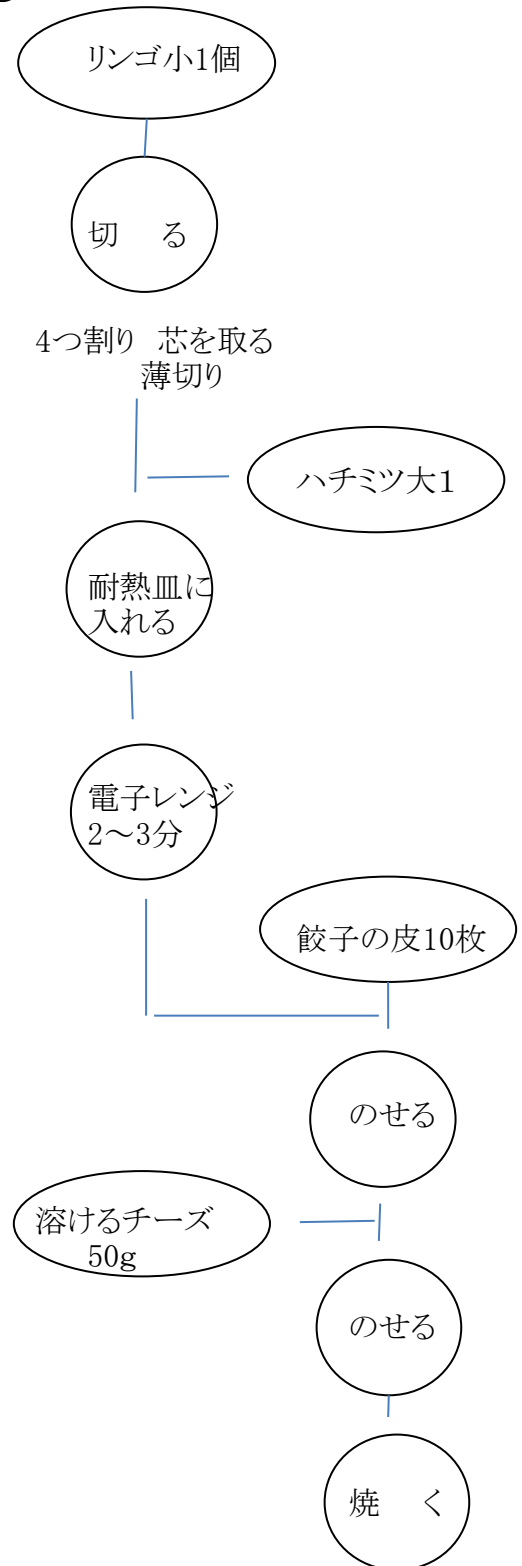 リンゴ小1個
切　る
4つ割り　芯を取る
薄切り
ハチミツ大1
耐熱皿に
入れる
電子レンジ
2～3分
餃子の皮10枚
のせる
溶けるチーズ
50g
のせる
焼　く